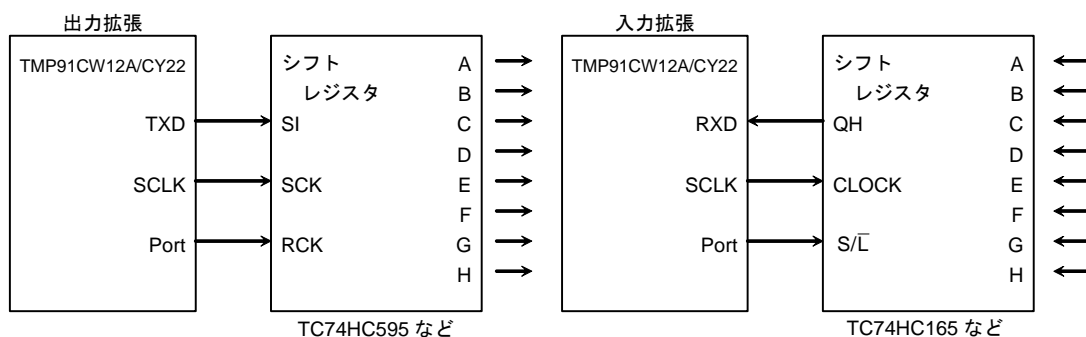 出力拡張
TMP91CW12A/CY22
TXD
SCLK
Port
シフト
レジスタ
SI
SCK
RCK
A
B
C
D
E
F
G
H
TC74HC595 など
入力拡張
TMP91CW12A/CY22
RXD
SCLK
Port
シフト
レジスタ
QH
CLOCK
S/L̅
A
B
C
D
E
F
G
H
TC74HC165 など